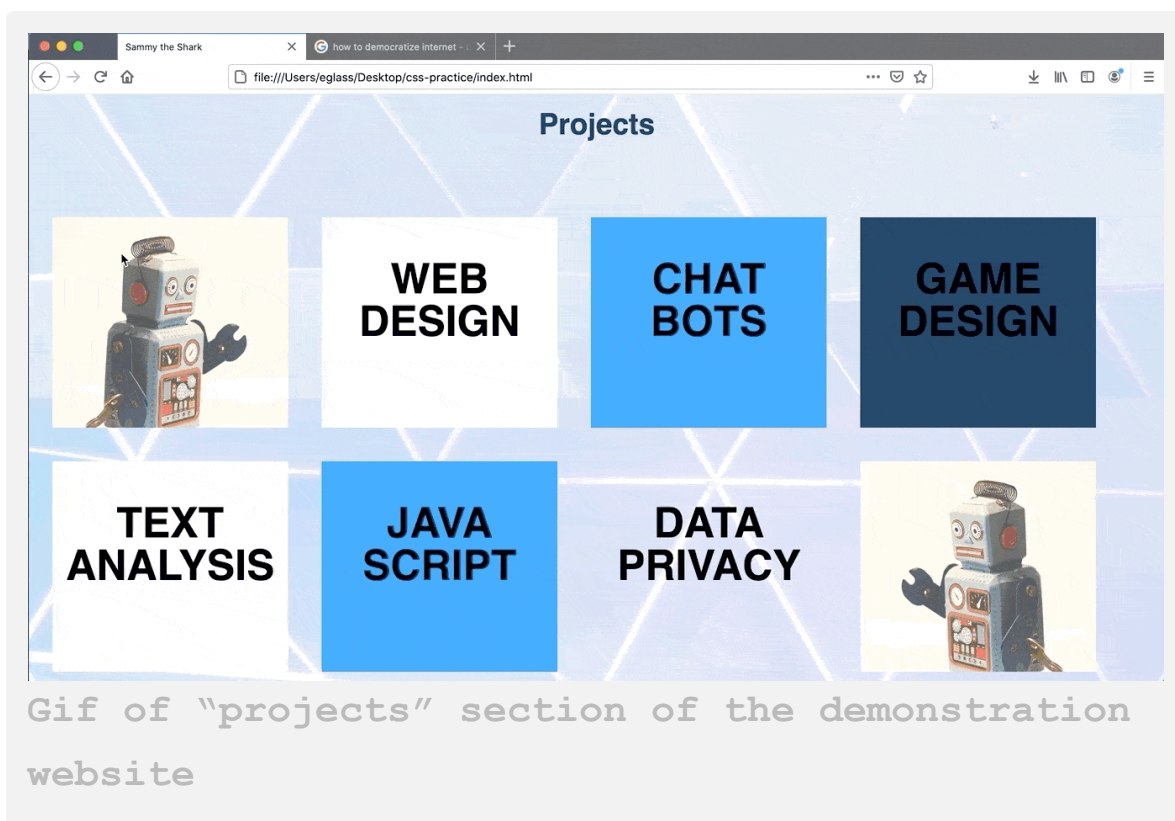 Sammy the Shark
how to democratize internet -
file:///Users/eglass/Desktop/css-practice/index.html
Projects
WEB
DESIGN
CHAT
BOTS
GAME
DESIGN
TEXT
ANALYSIS
JAVA
SCRIPT
DATA
PRIVACY
Gif of “projects” section of the demonstration
website